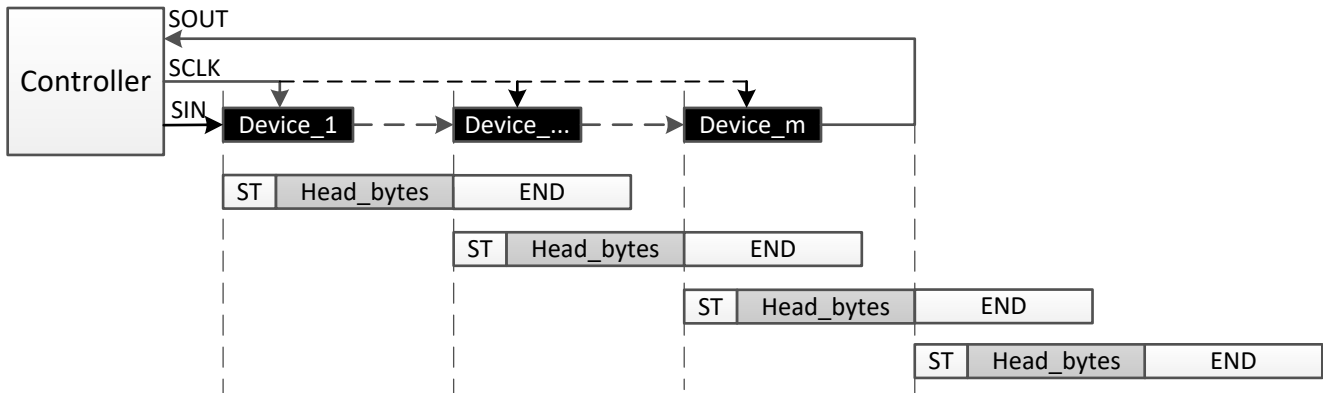 SOUT
Controller
SCLK
SIN
Device_1
Device_...
Device_m
ST Head_bytes END
ST Head_bytes END
ST Head_bytes END
ST Head_bytes END